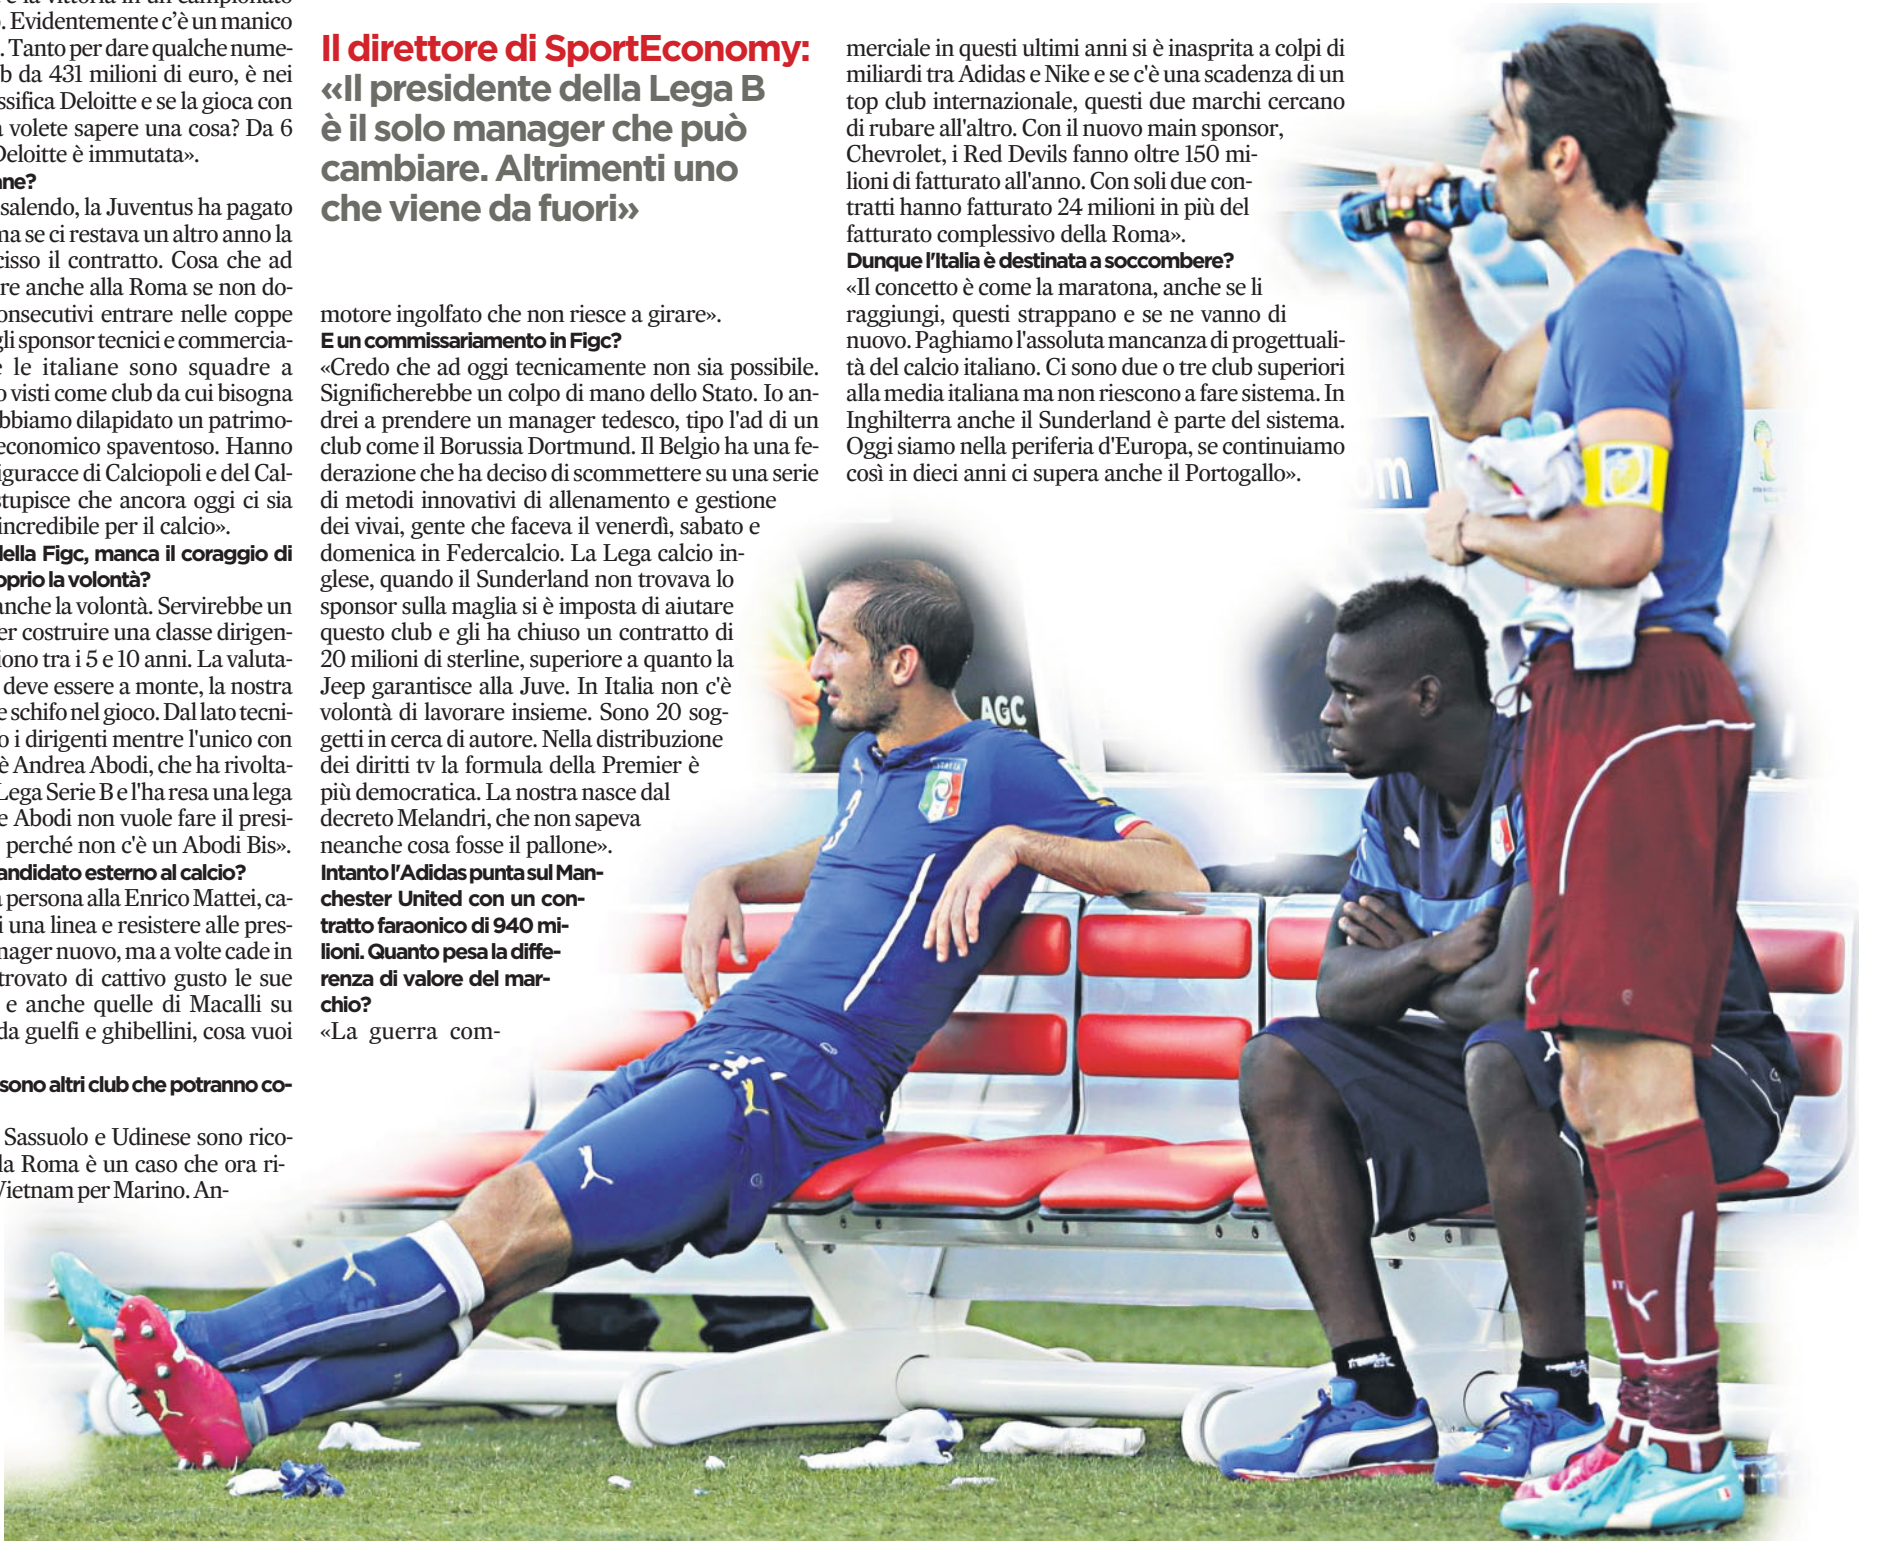 . Evidentemente c'è un manico
. Tanto per dare qualche nume-
b da 431 milioni di euro, è nei
ssifica Deloitte e se la gioca con
volete sapere una cosa? Da 6
Deloitte è immutata».
ane?
salendo, la Juventus ha pagato
ma se ci restava un altro anno la
cisso il contratto. Cosa che ad
re anche alla Roma se non do-
onsecutivi entrare nelle coppe
gli sponsor tecnici e commercia-
e le italiane sono squadre a
o visti come club da cui bisogna
bbiamo dilapidato un patrimo-
economico spaventoso. Hanno
iguracce di Calciopoli e del Cal-
stupisce che ancora oggi ci sia
incredibile per il calcio».
della Figc, manca il coraggio di
oprio la volontà?
anche la volontà. Servirebbe un
er costruire una classe dirigen-
iono tra i 5 e 10 anni. La valuta-
deve essere a monte, la nostra
e schifo nel gioco. Dal lato tecni-
o i dirigenti mentre l'unico con
è Andrea Abodi, che ha rivolta-
Lega Serie B e l'ha resa una lega
e Abodi non vuole fare il presi-
perché non c'è un Abodi Bis».
andidato esterno al calcio?
a persona alla Enrico Mattei, ca-
i una linea e resistere alle pres-
nager nuovo, ma a volte cade in
trovato di cattivo gusto le sue
e anche quelle di Macalli su
da guelfi e ghibellini, cosa vuoi
sono altri club che potranno co-
Sassuolo e Udinese sono rico-
la Roma è un caso che ora ri-
Vietnam per Marino. An-
Il direttore di SportEconomy:
«Il presidente della Lega B
è il solo manager che può
cambiare. Altrimenti uno
che viene da fuori»
motore ingolfato che non riesce a girare».
E un commissariamento in Figc?
«Credo che ad oggi tecnicamente non sia possibile.
Significherebbe un colpo di mano dello Stato. Io an-
drei a prendere un manager tedesco, tipo l'ad di un
club come il Borussia Dortmund. Il Belgio ha una fe-
derazione che ha deciso di scommettere su una serie
di metodi innovativi di allenamento e gestione
dei vivai, gente che faceva il venerdì, sabato e
domenica in Federcalcio. La Lega calcio in-
glese, quando il Sunderland non trovava lo
sponsor sulla maglia si è imposta di aiutare
questo club e gli ha chiuso un contratto di
20 milioni di sterline, superiore a quanto la
Jeep garantisce alla Juve. In Italia non c'è
volontà di lavorare insieme. Sono 20 sog-
getti in cerca di autore. Nella distribuzione
dei diritti tv la formula della Premier è
più democratica. La nostra nasce dal
decreto Melandri, che non sapeva
neanche cosa fosse il pallone».
Intanto l'Adidas punta sul Man-
chester United con un con-
tratto faraonico di 940 mi-
lioni. Quanto pesa la diffe-
renza di valore del mar-
chio?
«La guerra com-
merciale in questi ultimi anni si è inasprita a colpi di
miliardi tra Adidas e Nike e se c'è una scadenza di un
top club internazionale, questi due marchi cercano
di rubare all'altro. Con il nuovo main sponsor,
Chevrolet, i Red Devils fanno oltre 150 mi-
lioni di fatturato all'anno. Con soli due con-
tratti hanno fatturato 24 milioni in più del
fatturato complessivo della Roma».
Dunque l'Italia è destinata a soccombere?
«Il concetto è come la maratona, anche se li
raggiungi, questi strappano e se ne vanno di
nuovo. Paghiamo l'assoluta mancanza di progettuali-
tà del calcio italiano. Ci sono due o tre club superiori
alla media italiana ma non riescono a fare sistema. In
Inghilterra anche il Sunderland è parte del sistema.
Oggi siamo nella periferia d'Europa, se continuiamo
così in dieci anni ci supera anche il Portogallo».
om
AGC
3